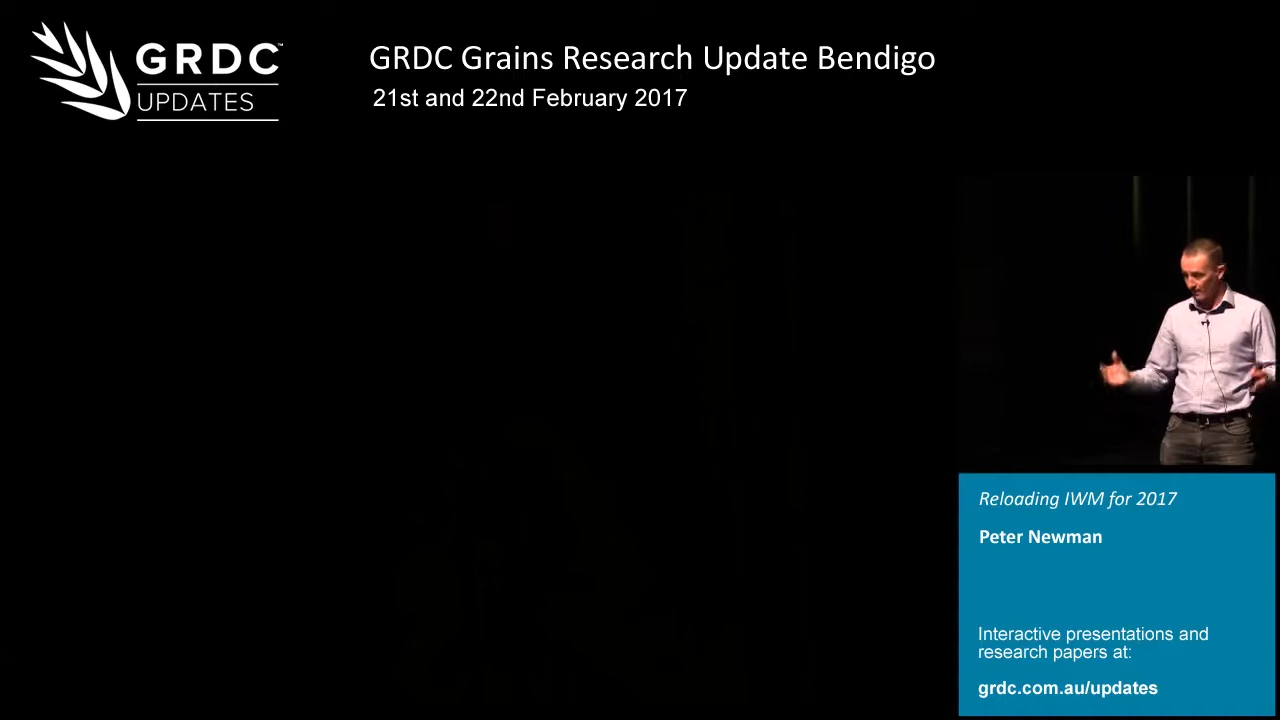 GRDC™
UPDATES
GRDC Grains Research Update Bendigo
21st and 22nd February 2017
Reloading IWM for 2017
Peter Newman
Interactive presentations and
research papers at:
grdc.com.au/updates